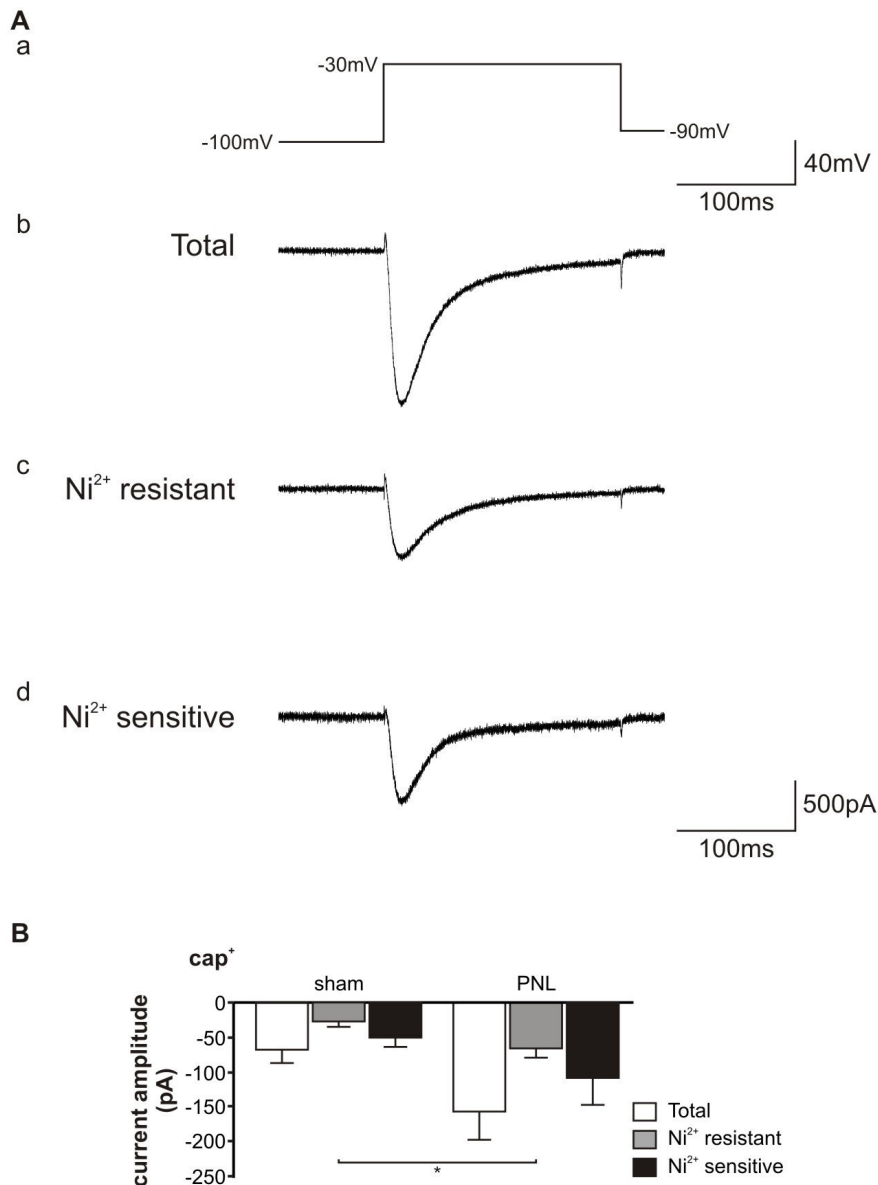 A
a
-30mV
-100mV
-90mV
40mV
100ms
b
Total
c
Ni²⁺ resistant
d
Ni²⁺ sensitive
500pA
100ms
B
cap⁺
sham
PNL
0
-50
-100
-150
-200
-250
current amplitude
(pA)
Total
Ni²⁺ resistant
Ni²⁺ sensitive
*